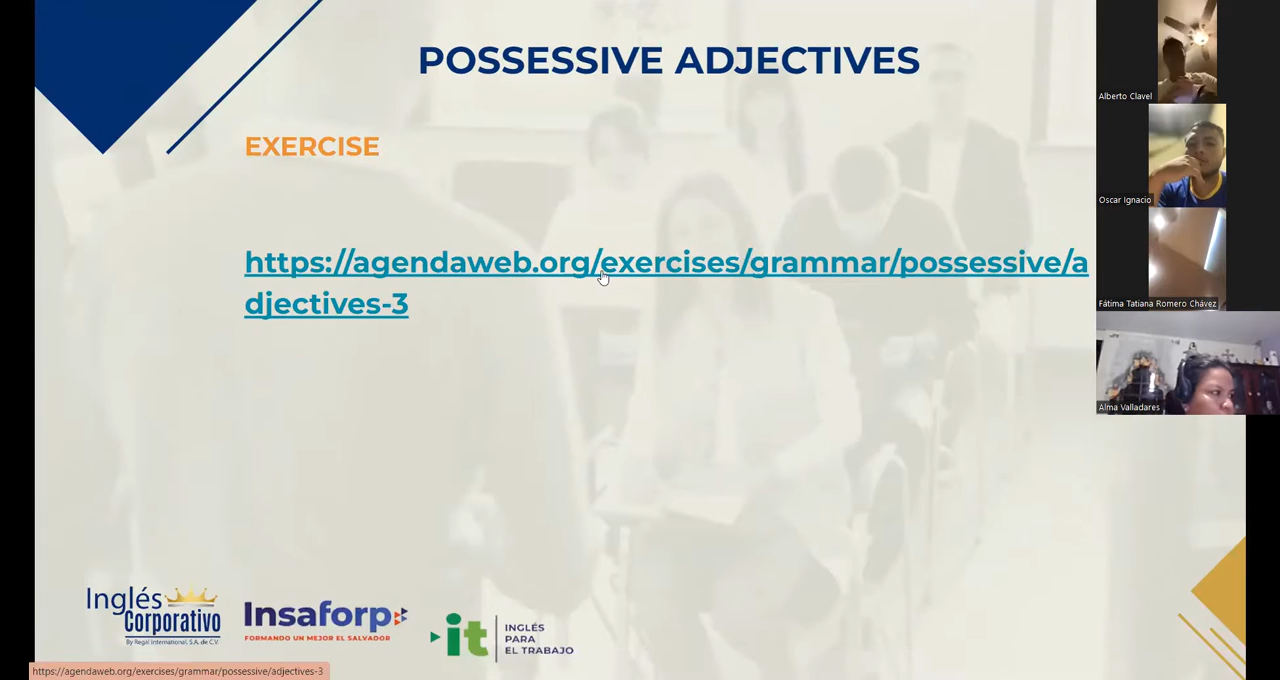 POSSESSIVE ADJECTIVES
EXERCISE
https://agendaweb.org/exercises/grammar/possessive/a
djectives-3
Alberto Clavel
Oscar Ignacio
Fátima Tatiana Romero Chávez
Alma Valladares
Inglés
Corporativo
By Regal International, S.A. de C.V.
Insaforp
FORMANDO UN MEJOR EL SALVADOR
it
INGLÉS
PARA
EL TRABAJO
https://agendaweb.org/exercises/grammar/possessive/adjectives-3